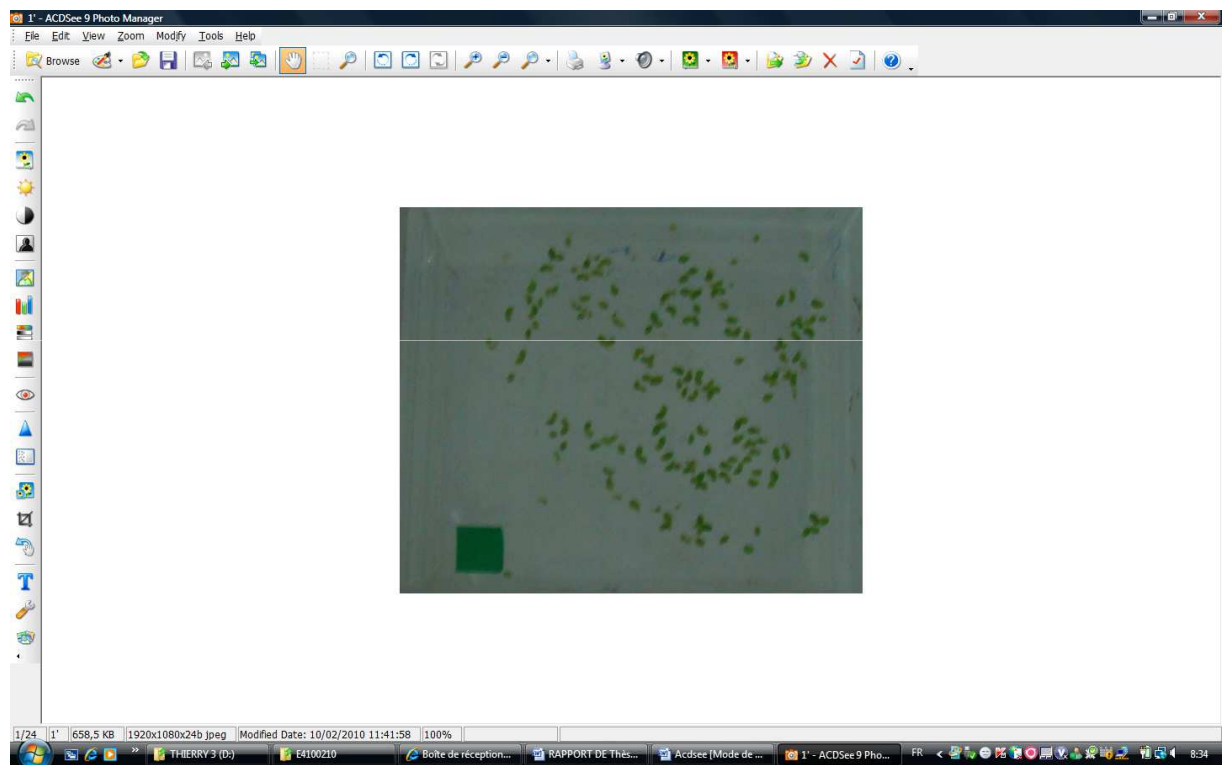 1' - ACDSee 9 Photo Manager
File Edit View Zoom Modify Tools Help
Browse
1/24 1' 658,5 KB 1920x1080x24b jpeg Modified Date: 10/02/2010 11:41:58 100%
THIERRY 3 (D:) E4100210 Boîte de réception... RAPPORT DE Thès... Acdsee [Mode de ... 1' - ACDSee 9 Pho... FR 8:34